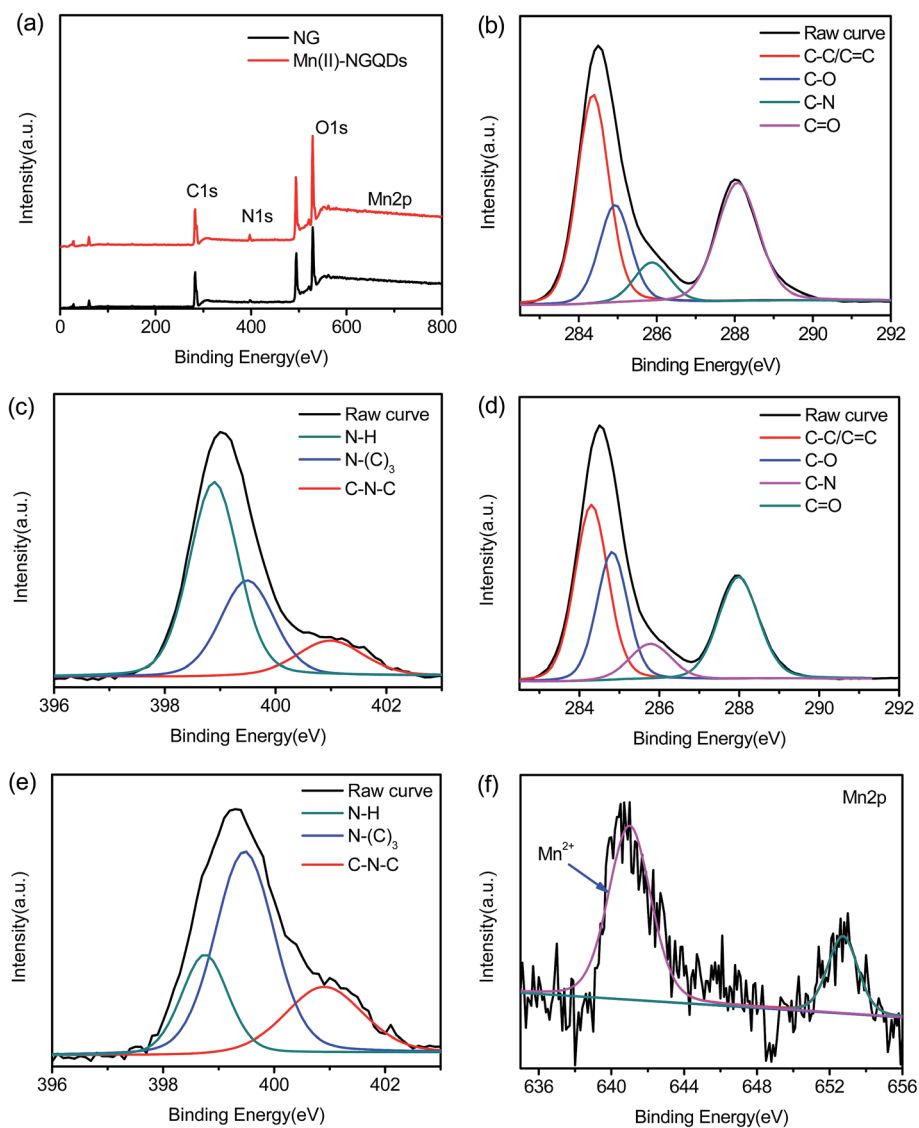 (a)
NG
Mn(II)-NGQDs
O1s
C1s
N1s
Mn2p
Intensity(a.u.)
0 200 400 600 800
Binding Energy(eV)
(b)
Raw curve
C-C/C=C
C-O
C-N
C=O
Intensity(a.u.)
284 286 288 290 292
Binding Energy(eV)
(c)
Raw curve
N-H
N-(C)₃
C-N-C
Intensity(a.u.)
396 398 400 402
Binding Energy(eV)
(d)
Raw curve
C-C/C=C
C-O
C-N
C=O
Intensity(a.u.)
284 286 288 290 292
Binding Energy(eV)
(e)
Raw curve
N-H
N-(C)₃
C-N-C
Intensity(a.u.)
396 398 400 402
Binding Energy(eV)
(f)
Mn2p
Mn²⁺
Intensity(a.u.)
636 640 644 648 652 656
Binding Energy(eV)